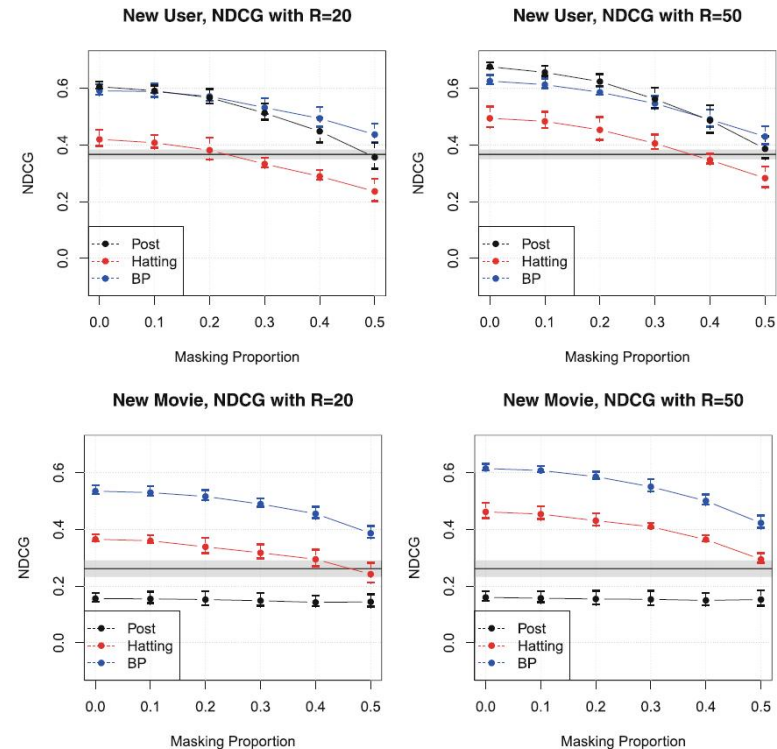 New User, NDCG with R=20
NDCG
0.0 0.2 0.4 0.6
Post
Hatting
BP
0.0 0.1 0.2 0.3 0.4 0.5
Masking Proportion
New User, NDCG with R=50
NDCG
0.0 0.2 0.4 0.6
Post
Hatting
BP
0.0 0.1 0.2 0.3 0.4 0.5
Masking Proportion
New Movie, NDCG with R=20
NDCG
0.0 0.2 0.4 0.6
Post
Hatting
BP
0.0 0.1 0.2 0.3 0.4 0.5
Masking Proportion
New Movie, NDCG with R=50
NDCG
0.0 0.2 0.4 0.6
Post
Hatting
BP
0.0 0.1 0.2 0.3 0.4 0.5
Masking Proportion